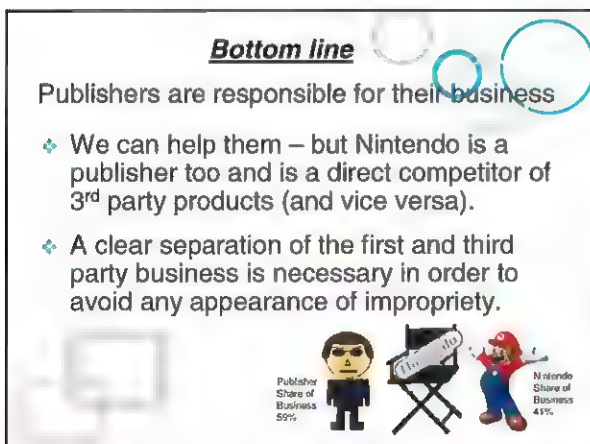 Bottom line
Publishers are responsible for their business
We can help them – but Nintendo is a
publisher too and is a direct competitor of
3rd party products (and vice versa).
A clear separation of the first and third
party business is necessary in order to
avoid any appearance of impropriety.
Publisher
Share of
Business
59%
Nintendo
Share of
Business
41%